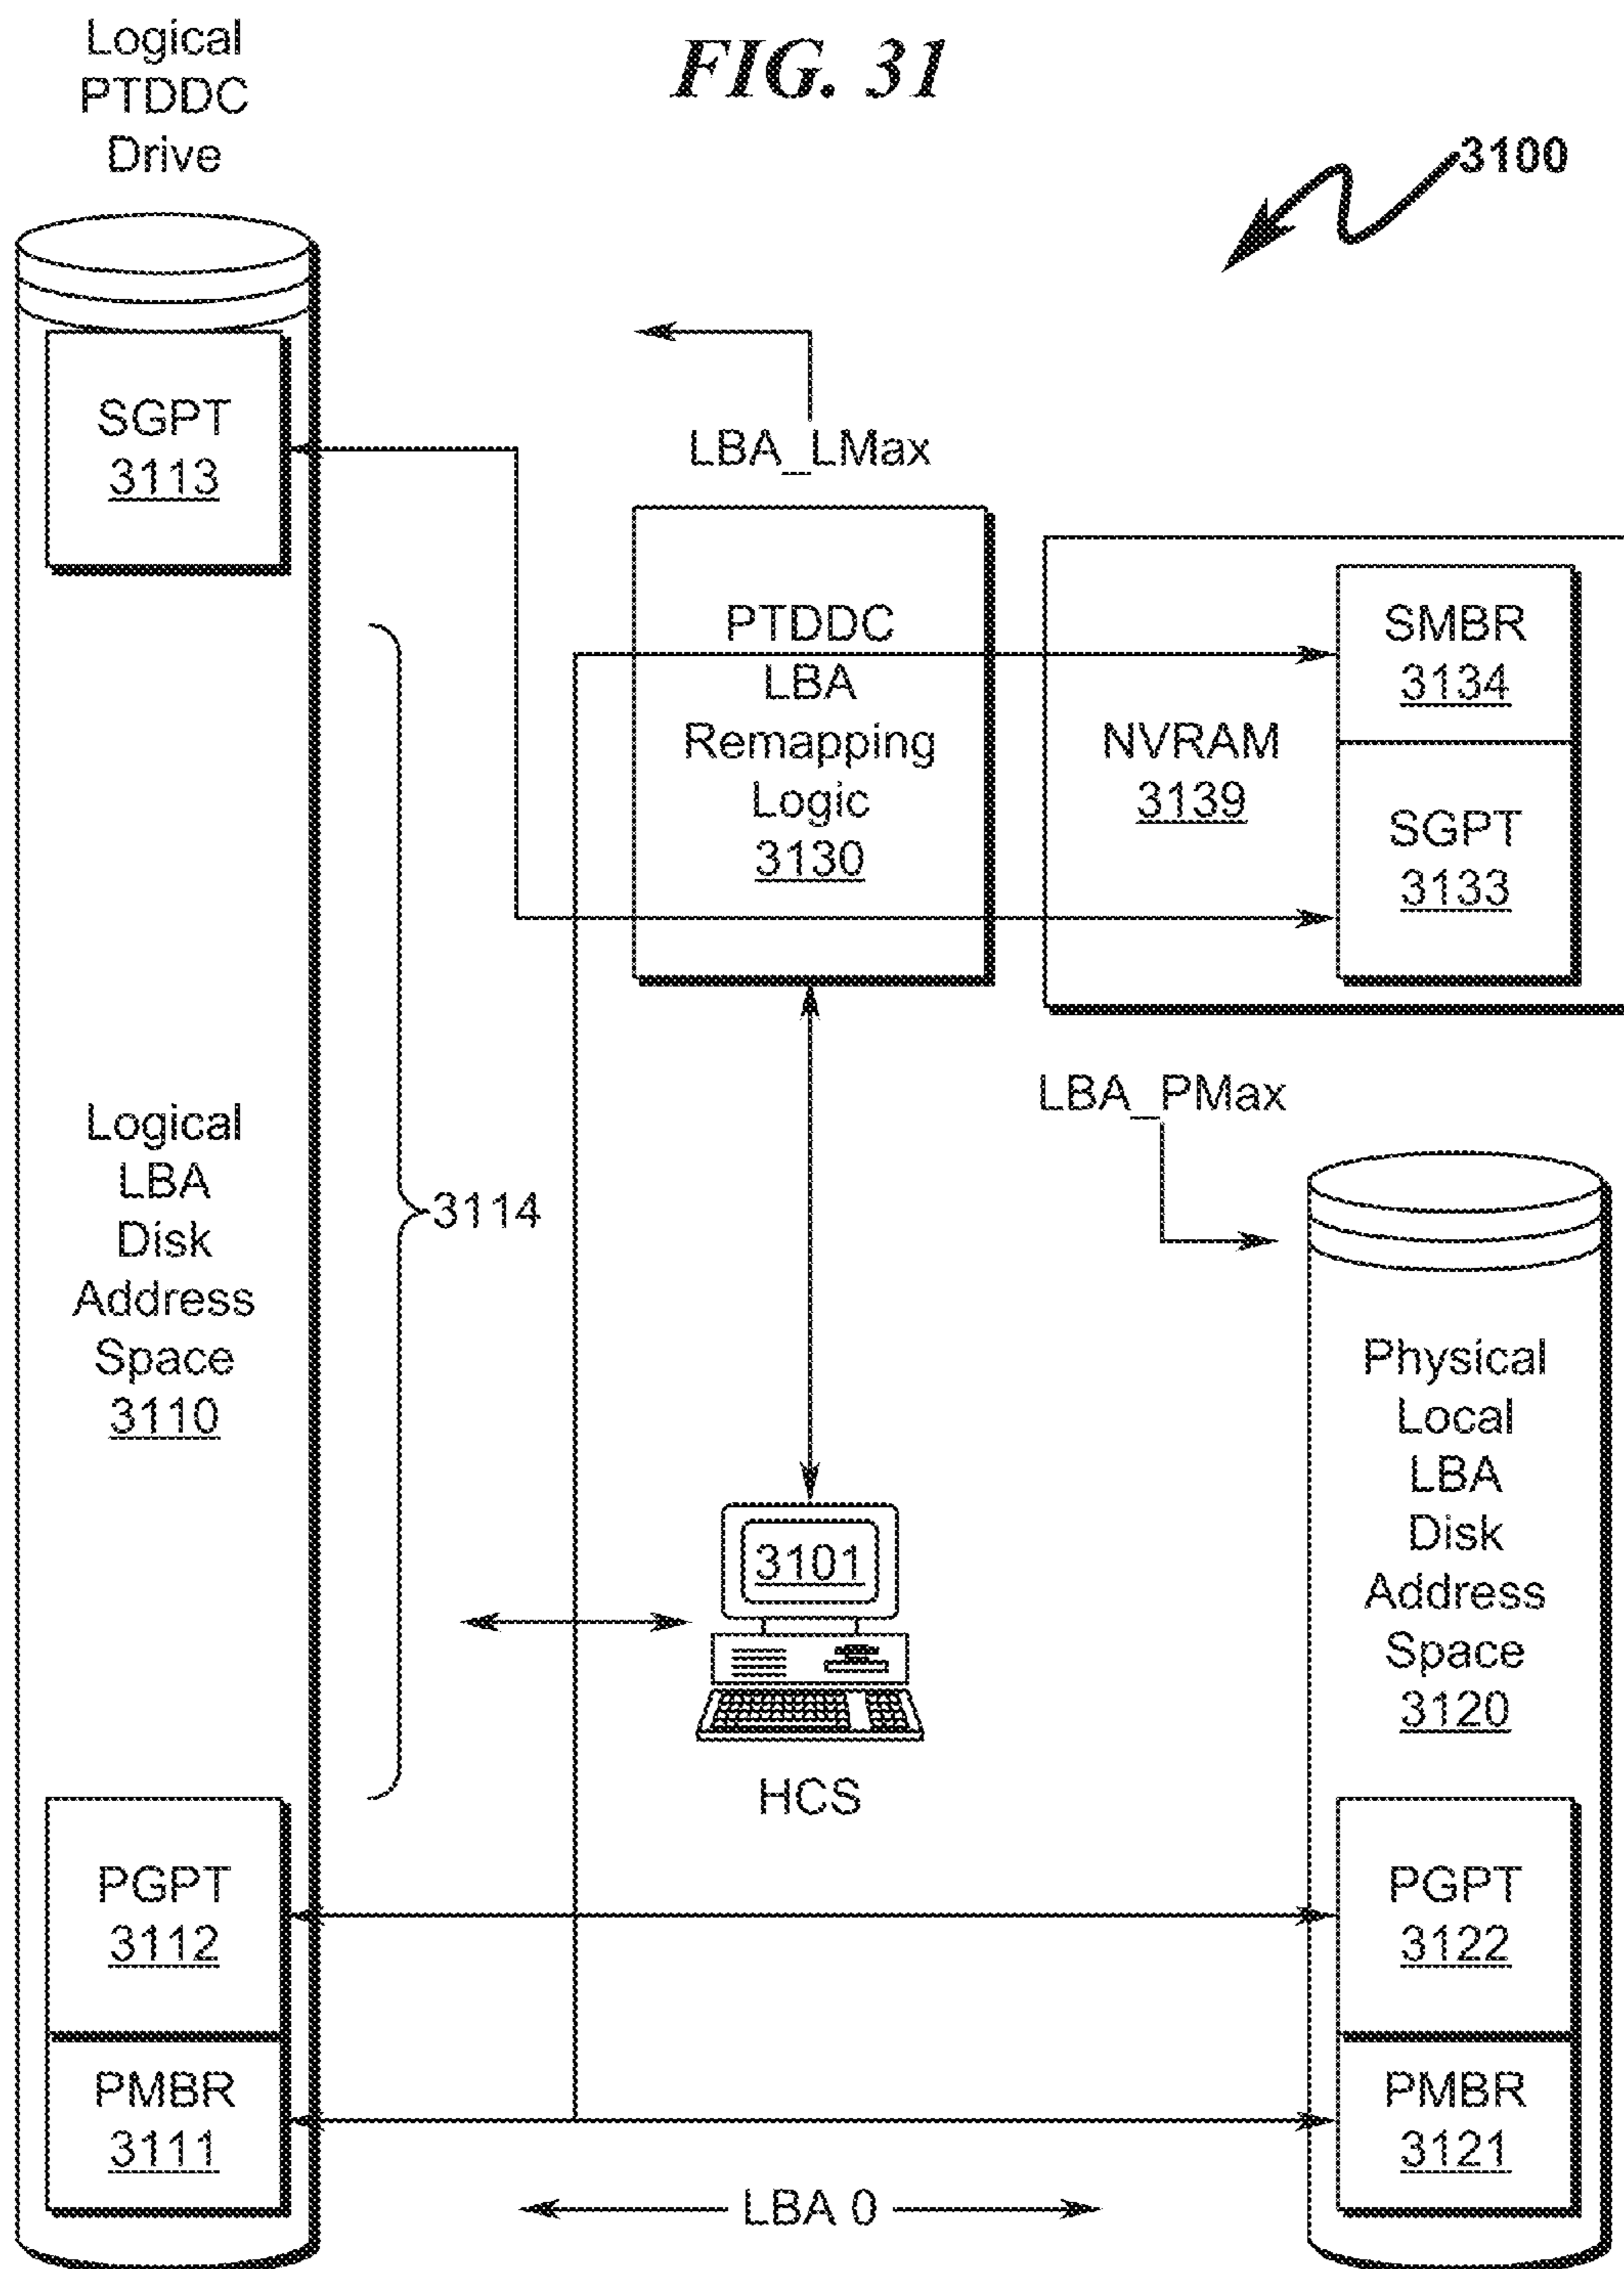 Logical
PTDDC
Drive
FIG. 31
3100
SGPT
3113
LBA_LMax
PTDDC
LBA
Remapping
Logic
3130
NVRAM
3139
SMBR
3134
SGPT
3133
LBA_PMax
Logical
LBA
Disk
Address
Space
3110
3114
3101
HCS
Physical
Local
LBA
Disk
Address
Space
3120
PGPT
3112
PGPT
3122
PMBR
3111
PMBR
3121
LBA 0